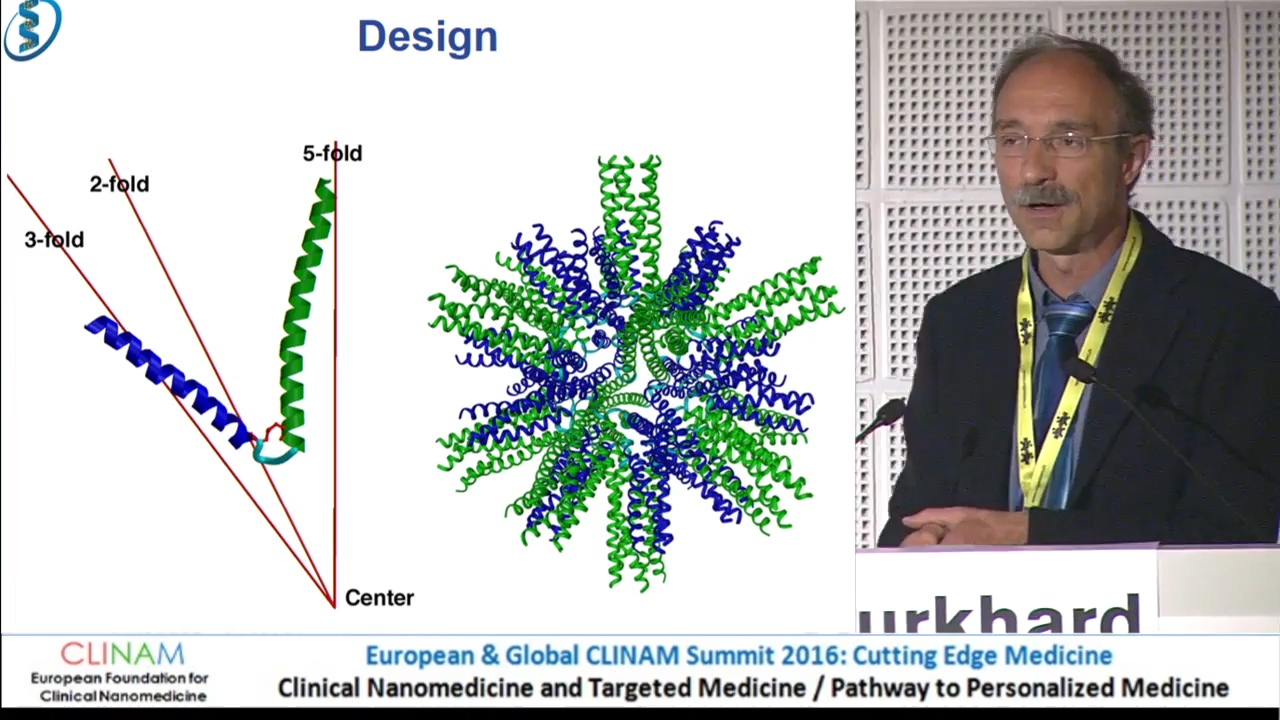 Design
5-fold
2-fold
3-fold
Center
urkhard
CLINAM
European Foundation for
Clinical Nanomedicine
European & Global CLINAM Summit 2016: Cutting Edge Medicine
Clinical Nanomedicine and Targeted Medicine / Pathway to Personalized Medicine